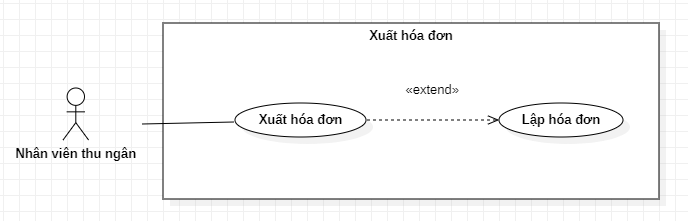 Xuất hóa đơn
«extend»
Xuất hóa đơn
Lập hóa đơn
Nhân viên thu ngân